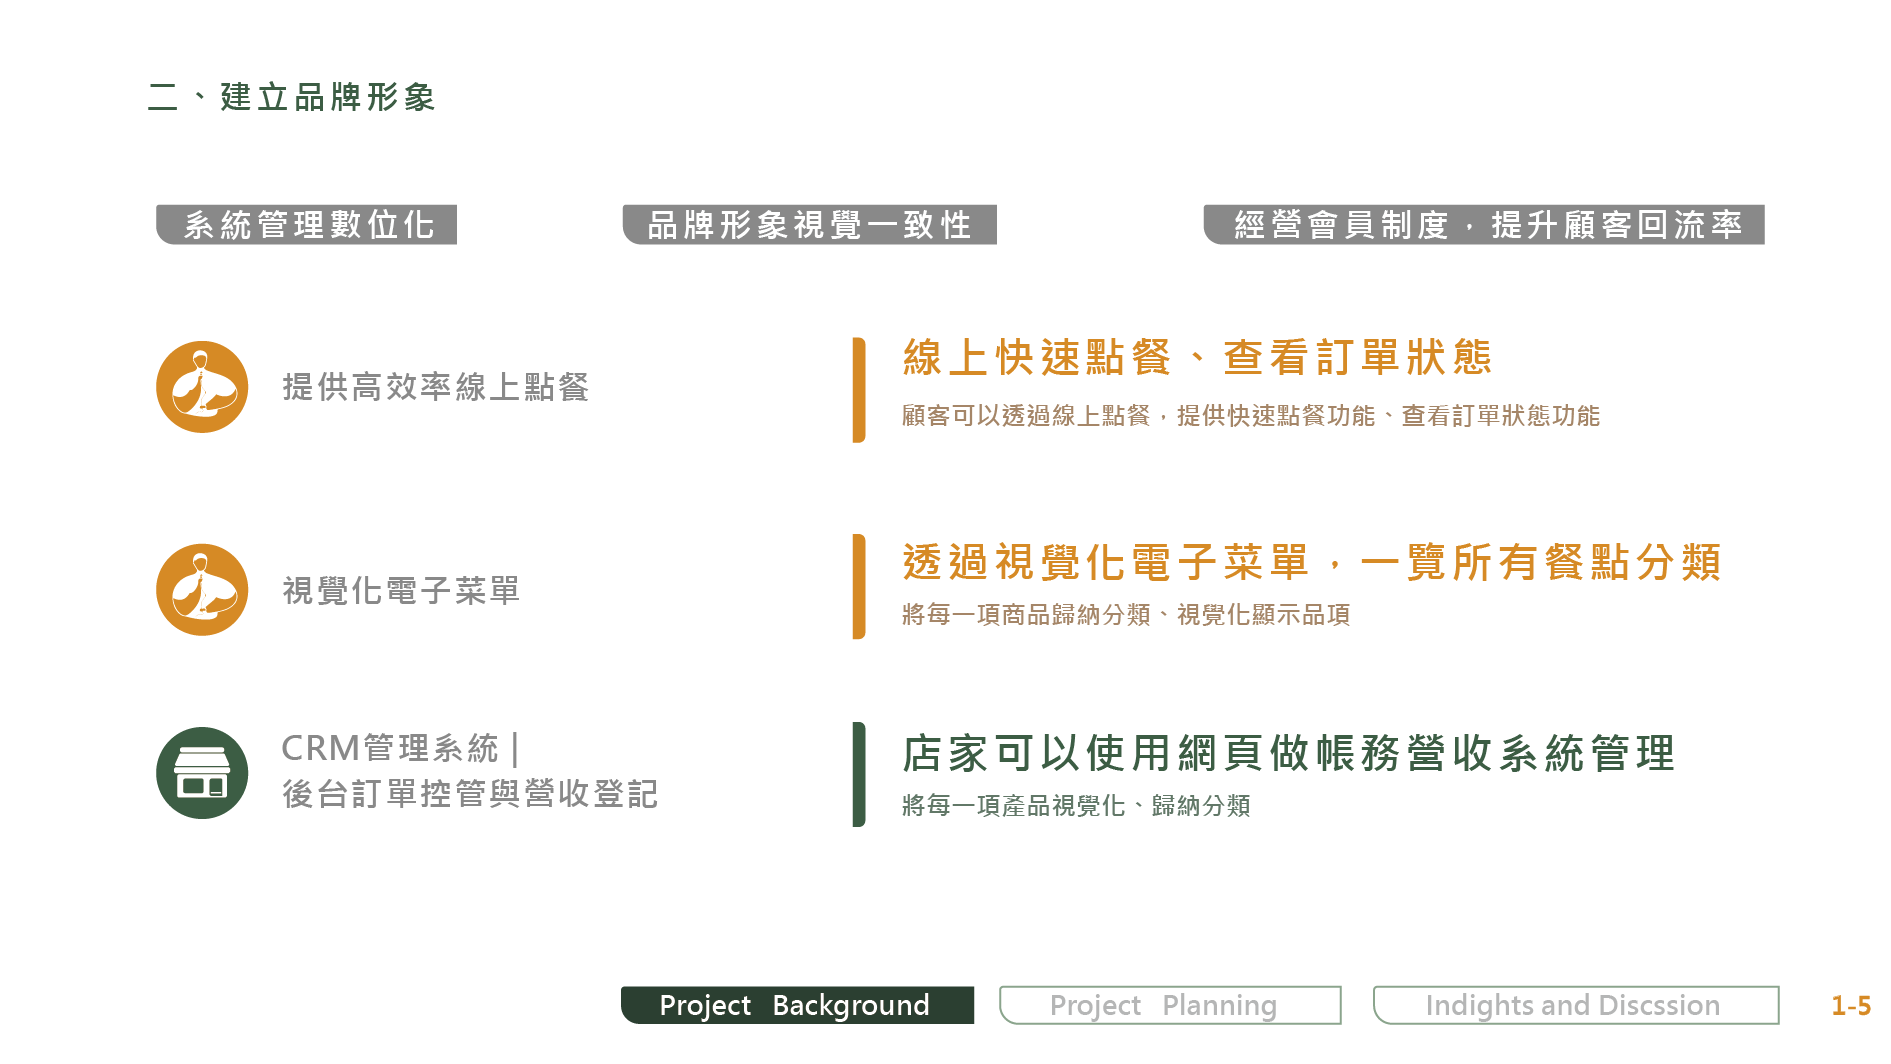 二、建立品牌形象
系統管理數位化
品牌形象視覺一致性
經營會員制度，提升顧客回流率
提供高效率線上點餐
線上快速點餐、查看訂單狀態
顧客可以透過線上點餐，提供快速點餐功能、查看訂單狀態功能
視覺化電子菜單
透過視覺化電子菜單，一覽所有餐點分類
將每一項商品歸納分類、視覺化顯示品項
CRM管理系統 |
後台訂單控管與營收登記
店家可以使用網頁做帳務營收系統管理
將每一項產品視覺化、歸納分類
Project Background
Project Planning
Indights and Discssion
1-5